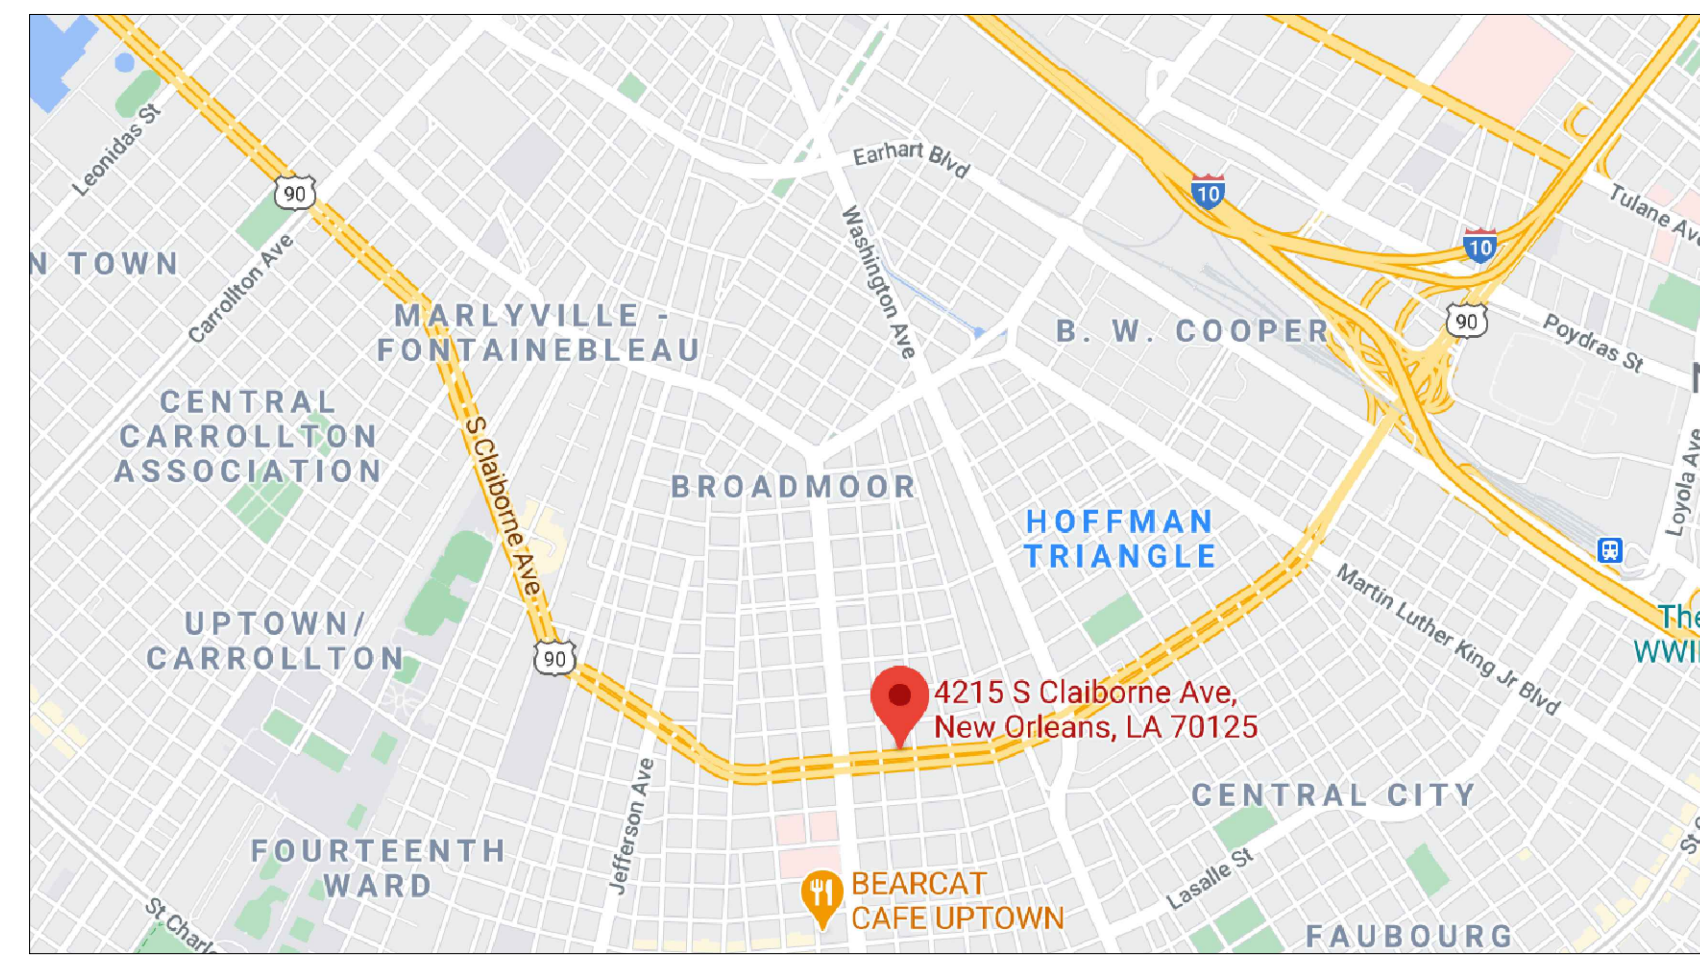 Leonidas St
90
Earhart Blvd
10
Tulane Ave
N TOWN
Carrollton Ave
Washington Ave
10
90
MARLYVILLE -
FONTAINEBLEAU
B. W. COOPER
Poydras St
CENTRAL
CARROLLTON
ASSOCIATION
S Claiborne Ave
BROADMOOR
HOFFMAN
TRIANGLE
Loyola Ave
Martin Luther King Jr Blvd
The
UPTOWN/
CARROLLTON
90
4215 S Claiborne Ave,
New Orleans, LA 70125
Jefferson Ave
CENTRAL CITY
FOURTEENTH
WARD
BEARCAT
CAFE UPTOWN
Lasalle St
St Charl
FAUBOURG